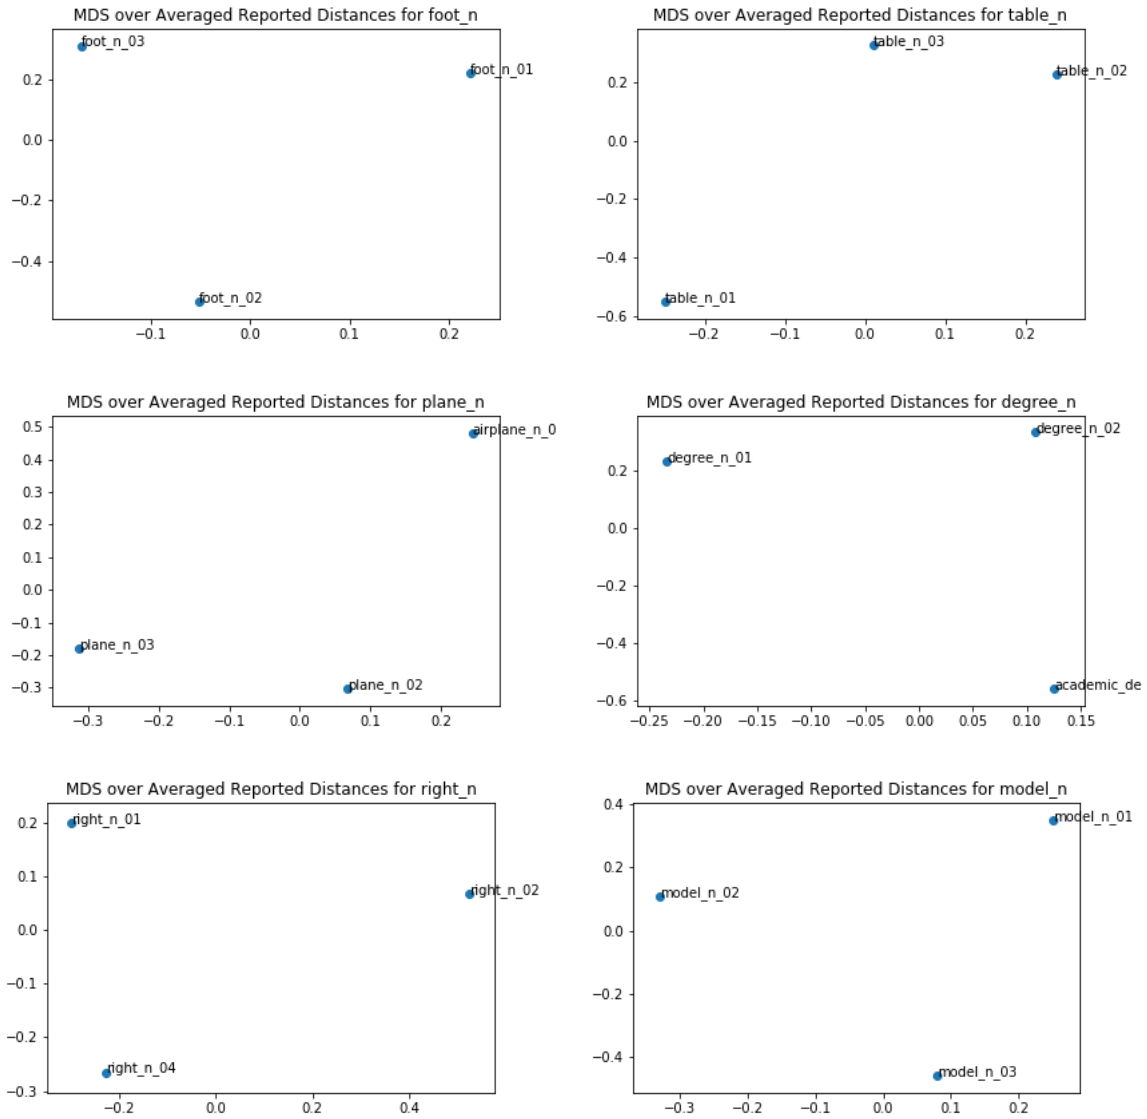 MDS over Averaged Reported Distances for foot_n
foot_n_03
foot_n_01
foot_n_02
0.2
0.0
−0.2
−0.4
−0.1
0.0
0.1
0.2
MDS over Averaged Reported Distances for table_n
table_n_03
table_n_02
table_n_01
0.2
0.0
−0.2
−0.4
−0.6
−0.2
−0.1
0.0
0.1
0.2
MDS over Averaged Reported Distances for plane_n
airplane_n_0
plane_n_03
plane_n_02
0.5
0.4
0.3
0.2
0.1
0.0
−0.1
−0.2
−0.3
−0.3
−0.2
−0.1
0.0
0.1
0.2
MDS over Averaged Reported Distances for degree_n
degree_n_02
degree_n_01
academic_de
0.2
0.0
−0.2
−0.4
−0.6
−0.25
−0.20
−0.15
−0.10
−0.05
0.00
0.05
0.10
0.15
MDS over Averaged Reported Distances for right_n
right_n_01
right_n_02
right_n_04
0.2
0.1
0.0
−0.1
−0.2
−0.3
−0.2
0.0
0.2
0.4
MDS over Averaged Reported Distances for model_n
model_n_01
model_n_02
model_n_03
0.4
0.2
0.0
−0.2
−0.4
−0.3
−0.2
−0.1
0.0
0.1
0.2